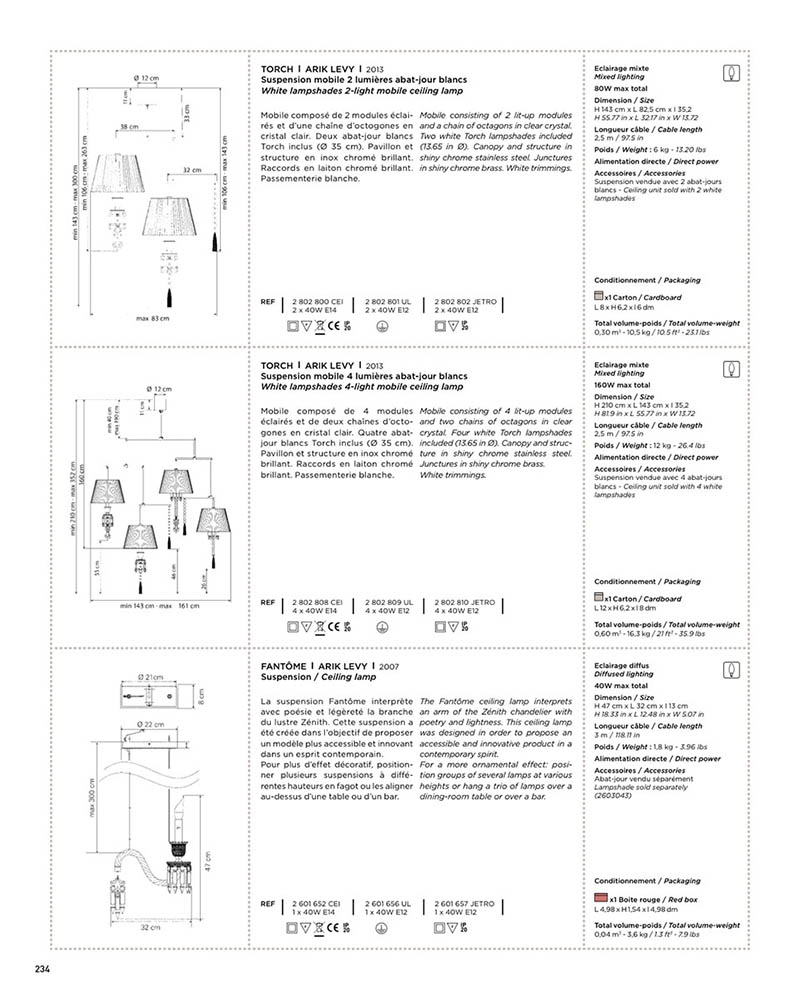 Ø 12 cm
11 cm
33 cm
38 cm
32 cm
min 143 cm - max 300 cm
min 106 cm - max 263 cm
min 106 cm - max 143 cm
max 83 cm
TORCH I ARIK LEVY I 2013
Suspension mobile 2 lumières abat-jour blancs
White lampshades 2-light mobile ceiling lamp
Mobile composé de 2 modules éclai-
rés et d'une chaîne d'octogones en
cristal clair. Deux abat-jour blancs
Torch inclus (Ø 35 cm). Pavillon et
structure en inox chromé brillant.
Raccords en laiton chromé brillant.
Passementerie blanche.
Mobile consisting of 2 lit-up modules
and a chain of octagons in clear crystal.
Two white Torch lampshades included
(13.65 in Ø). Canopy and structure in
shiny chrome stainless steel. Junctures
in shiny chrome brass. White trimmings.
REF
2 802 800 CEI
2 x 40W E14
2 802 801 UL
2 x 40W E12
2 802 802 JETRO
2 x 40W E12
Eclairage mixte
Mixed lighting
80W max total
Dimension / Size
H 143 cm x L 82,5 cm x l 35,2
H 55.77 in x L 32.17 in x W 13.72
Longueur câble / Cable length
2,5 m / 97.5 in
Poids / Weight : 6 kg - 13.20 lbs
Alimentation directe / Direct power
Accessoires / Accessories
Suspension vendue avec 2 abat-jours
blancs - Ceiling unit sold with 2 white
lampshades
Conditionnement / Packaging
x1 Carton / Cardboard
L 8 x H 6,2 x l 6 dm
Total volume-poids / Total volume-weight
0,30 m³ - 10,5 kg / 10.5 ft³ - 23.1 lbs
Ø 12 cm
11 cm
min 40 cm
max 190 cm
min 210 cm - max 352 cm
160 cm
55 cm
46 cm
26 cm
min 143 cm - max 161 cm
TORCH I ARIK LEVY I 2013
Suspension mobile 4 lumières abat-jour blancs
White lampshades 4-light mobile ceiling lamp
Mobile composé de 4 modules
éclairés et de deux chaînes d'octo-
gones en cristal clair. Quatre abat-
jour blancs Torch inclus (Ø 35 cm).
Pavillon et structure en inox chromé
brillant. Raccords en laiton chromé
brillant. Passementerie blanche.
Mobile consisting of 4 lit-up modules
and two chains of octagons in clear
crystal. Four white Torch lampshades
included (13.65 in Ø). Canopy and struc-
ture in shiny chrome stainless steel.
Junctures in shiny chrome brass.
White trimmings.
REF
2 802 808 CEI
4 x 40W E14
2 802 809 UL
4 x 40W E12
2 802 810 JETRO
4 x 40W E12
Eclairage mixte
Mixed lighting
160W max total
Dimension / Size
H 210 cm x L 143 cm x l 35,2
H 81.9 in x L 55.77 in x W 13.72
Longueur câble / Cable length
2,5 m / 97.5 in
Poids / Weight : 12 kg - 26.4 lbs
Alimentation directe / Direct power
Accessoires / Accessories
Suspension vendue avec 4 abat-jours
blancs - Ceiling unit sold with 4 white
lampshades
Conditionnement / Packaging
x1 Carton / Cardboard
L 12 x H 6,2 x l 8 dm
Total volume-poids / Total volume-weight
0,60 m³ - 16,3 kg / 21 ft³ - 35.9 lbs
Ø 21cm
8 cm
Ø 22 cm
max 300 cm
47 cm
32 cm
FANTÔME I ARIK LEVY I 2007
Suspension / Ceiling lamp
La suspension Fantôme interprète
avec poésie et légèreté la branche
du lustre Zénith. Cette suspension a
été créée dans l'objectif de proposer
un modèle plus accessible et innovant
dans un esprit contemporain.
Pour plus d'effet décoratif, position-
ner plusieurs suspensions à diffé-
rentes hauteurs en fagot ou les aligner
au-dessus d'une table ou d'un bar.
The Fantôme ceiling lamp interprets
an arm of the Zénith chandelier with
poetry and lightness. This ceiling lamp
was designed in order to propose an
accessible and innovative product in a
contemporary spirit.
For a more ornamental effect: posi-
tion groups of several lamps at various
heights or hang a trio of lamps over a
dining-room table or over a bar.
REF
2 601 652 CEI
1 x 40W E14
2 601 656 UL
1 x 40W E12
2 601 657 JETRO
1 x 40W E12
Eclairage diffus
Diffused lighting
40W max total
Dimension / Size
H 47 cm x L 32 cm x l 13 cm
H 18.33 in x L 12.48 in x W 5.07 in
Longueur câble / Cable length
3 m / 118.11 in
Poids / Weight : 1,8 kg - 3.96 lbs
Alimentation directe / Direct power
Accessoires / Accessories
Abat-jour vendu séparément
Lampshade sold separately
(2603043)
Conditionnement / Packaging
x1 Boite rouge / Red box
L 4,98 x H 1,54 x l 4,98 dm
Total volume-poids / Total volume-weight
0,04 m³ - 3,6 kg / 1.3 ft³ - 7.9 lbs
234